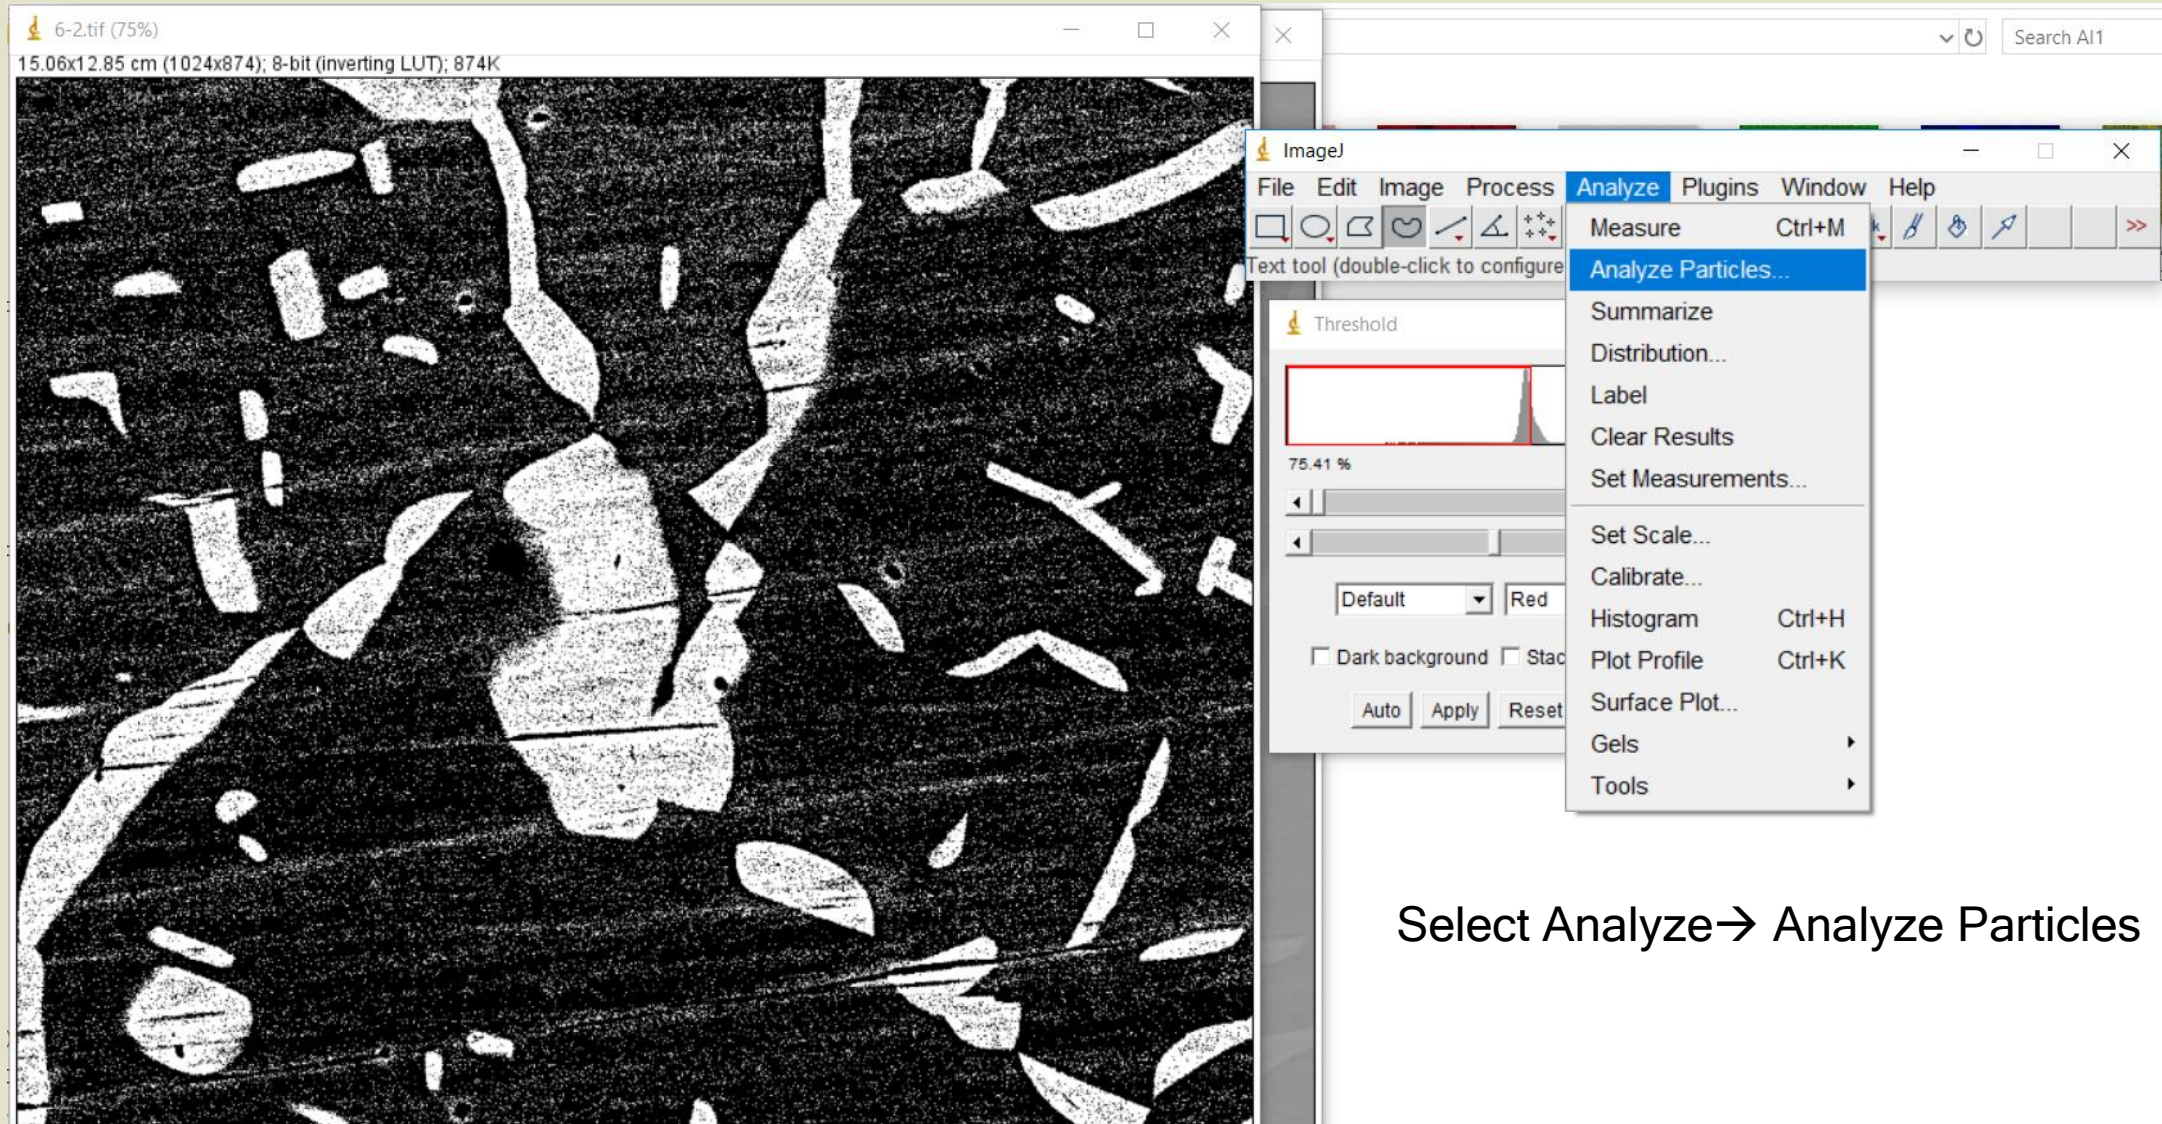 6-2.tif (75%)
15.06x12.85 cm (1024x874); 8-bit (inverting LUT); 874K
Search AI1
ImageJ
File Edit Image Process Analyze Plugins Window Help
Text tool (double-click to configure
Measure Ctrl+M
Analyze Particles...
Summarize
Distribution...
Label
Clear Results
Set Measurements...
Set Scale...
Calibrate...
Histogram Ctrl+H
Plot Profile Ctrl+K
Surface Plot...
Gels
Tools
Threshold
75.41 %
Default Red
Dark background Stac
Auto Apply Reset
Select Analyze→ Analyze Particles